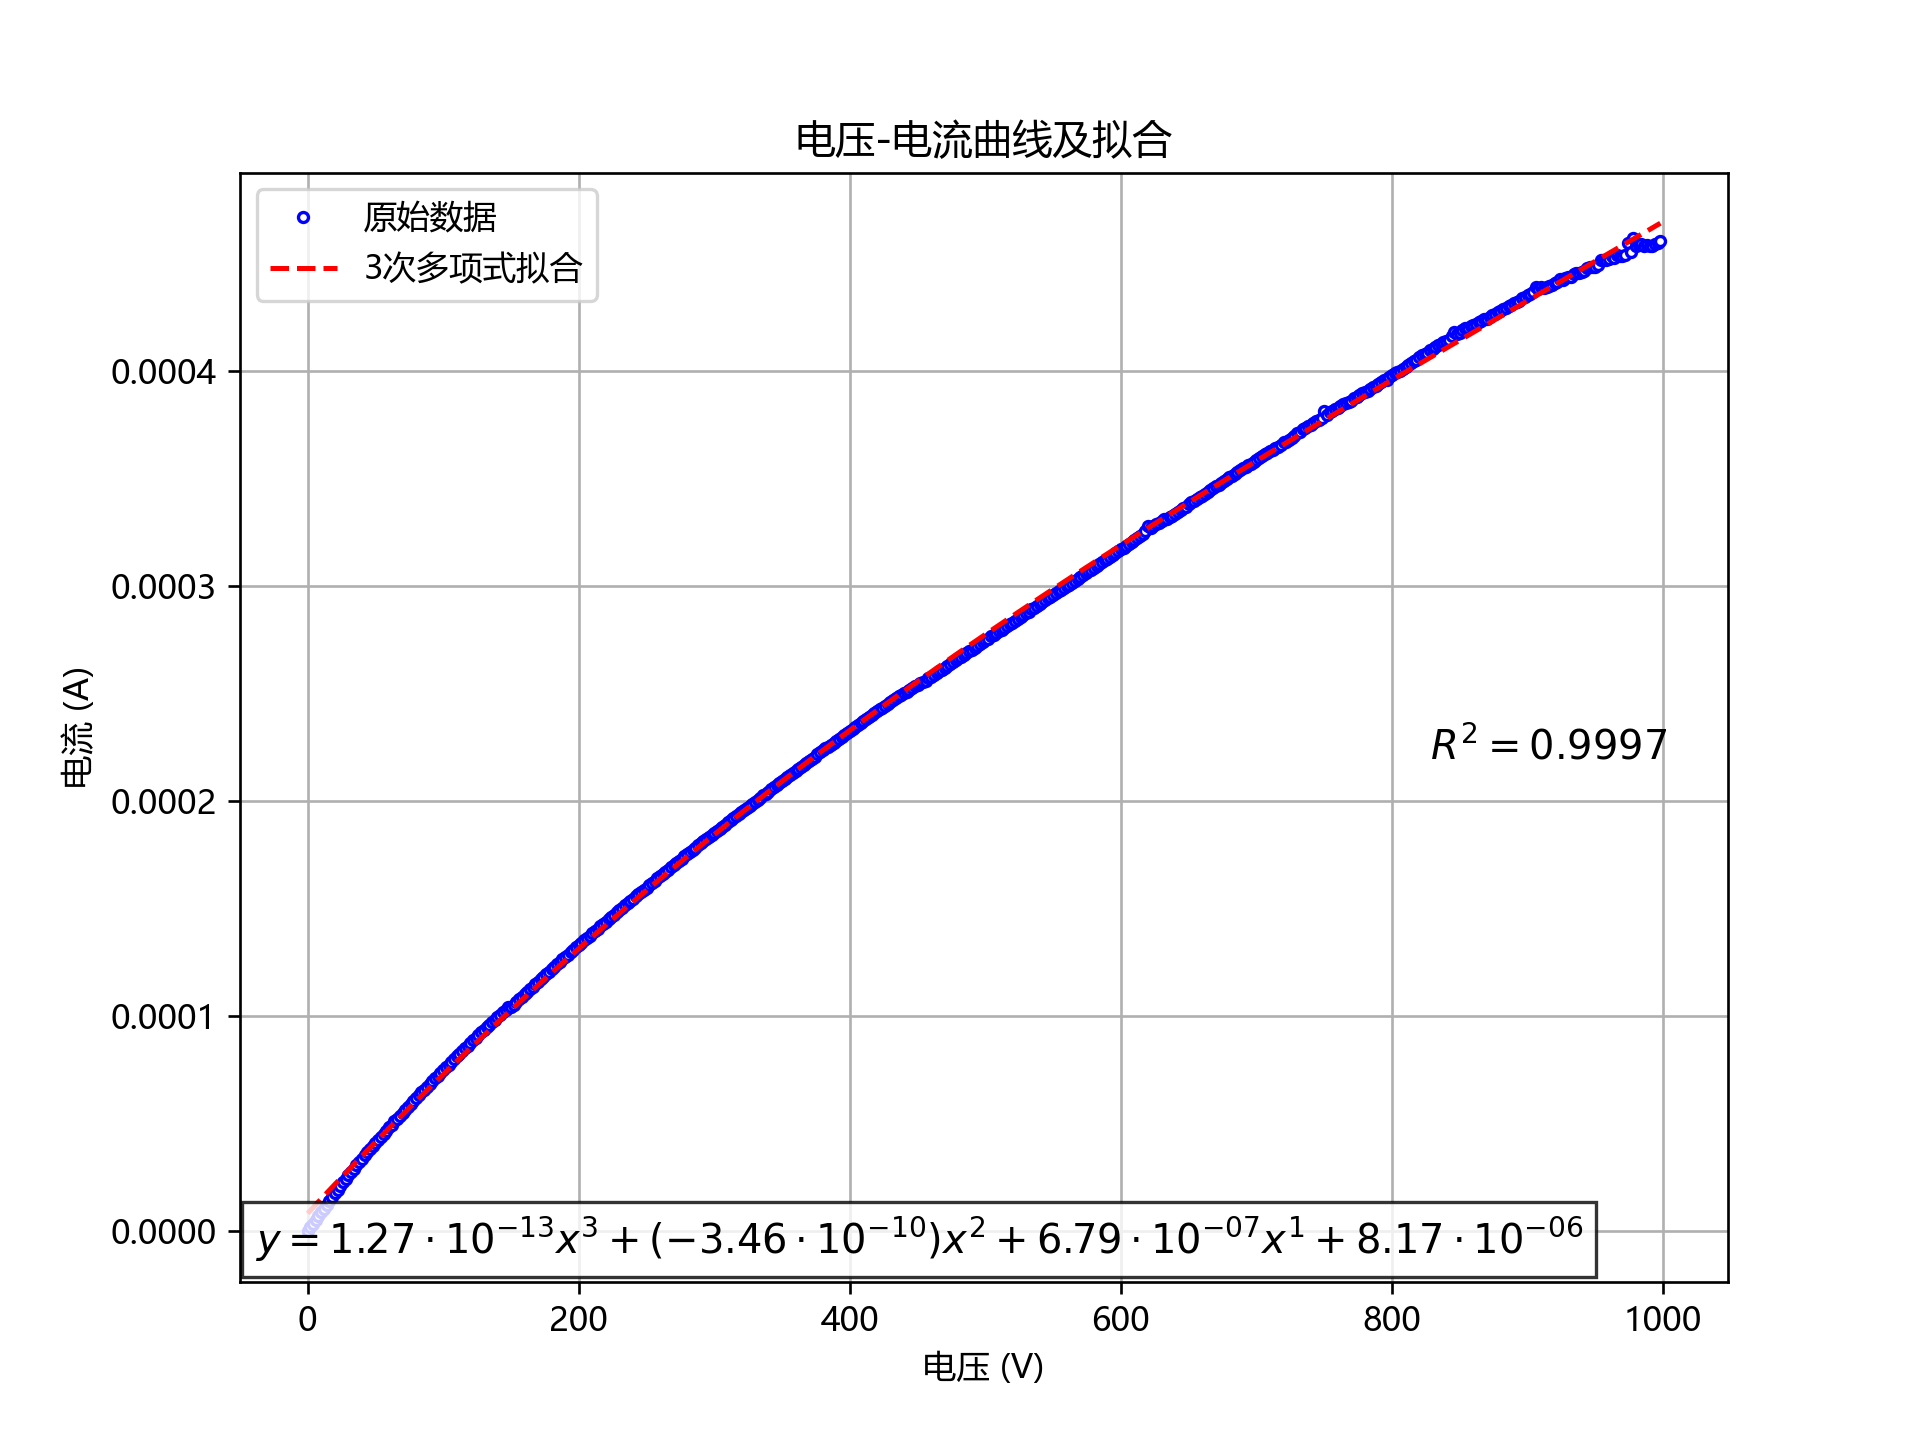 电压-电流曲线及拟合
原始数据
3次多项式拟合
0.0004
0.0003
0.0002
0.0001
0.0000
电流 (A)
R² = 0.9997
y = 1.27 · 10⁻¹³x³ + (−3.46 · 10⁻¹⁰)x² + 6.79 · 10⁻⁰⁷x¹ + 8.17 · 10⁻⁰⁶
0 200 400 600 800 1000
电压 (V)